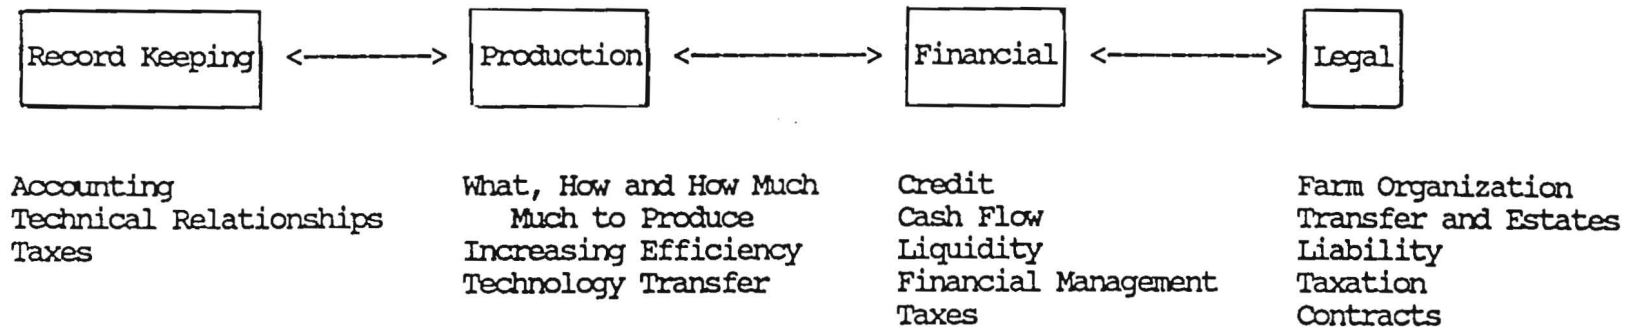 Record Keeping <--------> Production <------------> Financial <----------> Legal
Accounting
Technical Relationships
Taxes
What, How and How Much
Much to Produce
Increasing Efficiency
Technology Transfer
Credit
Cash Flow
Liquidity
Financial Management
Taxes
Farm Organization
Transfer and Estates
Liability
Taxation
Contracts